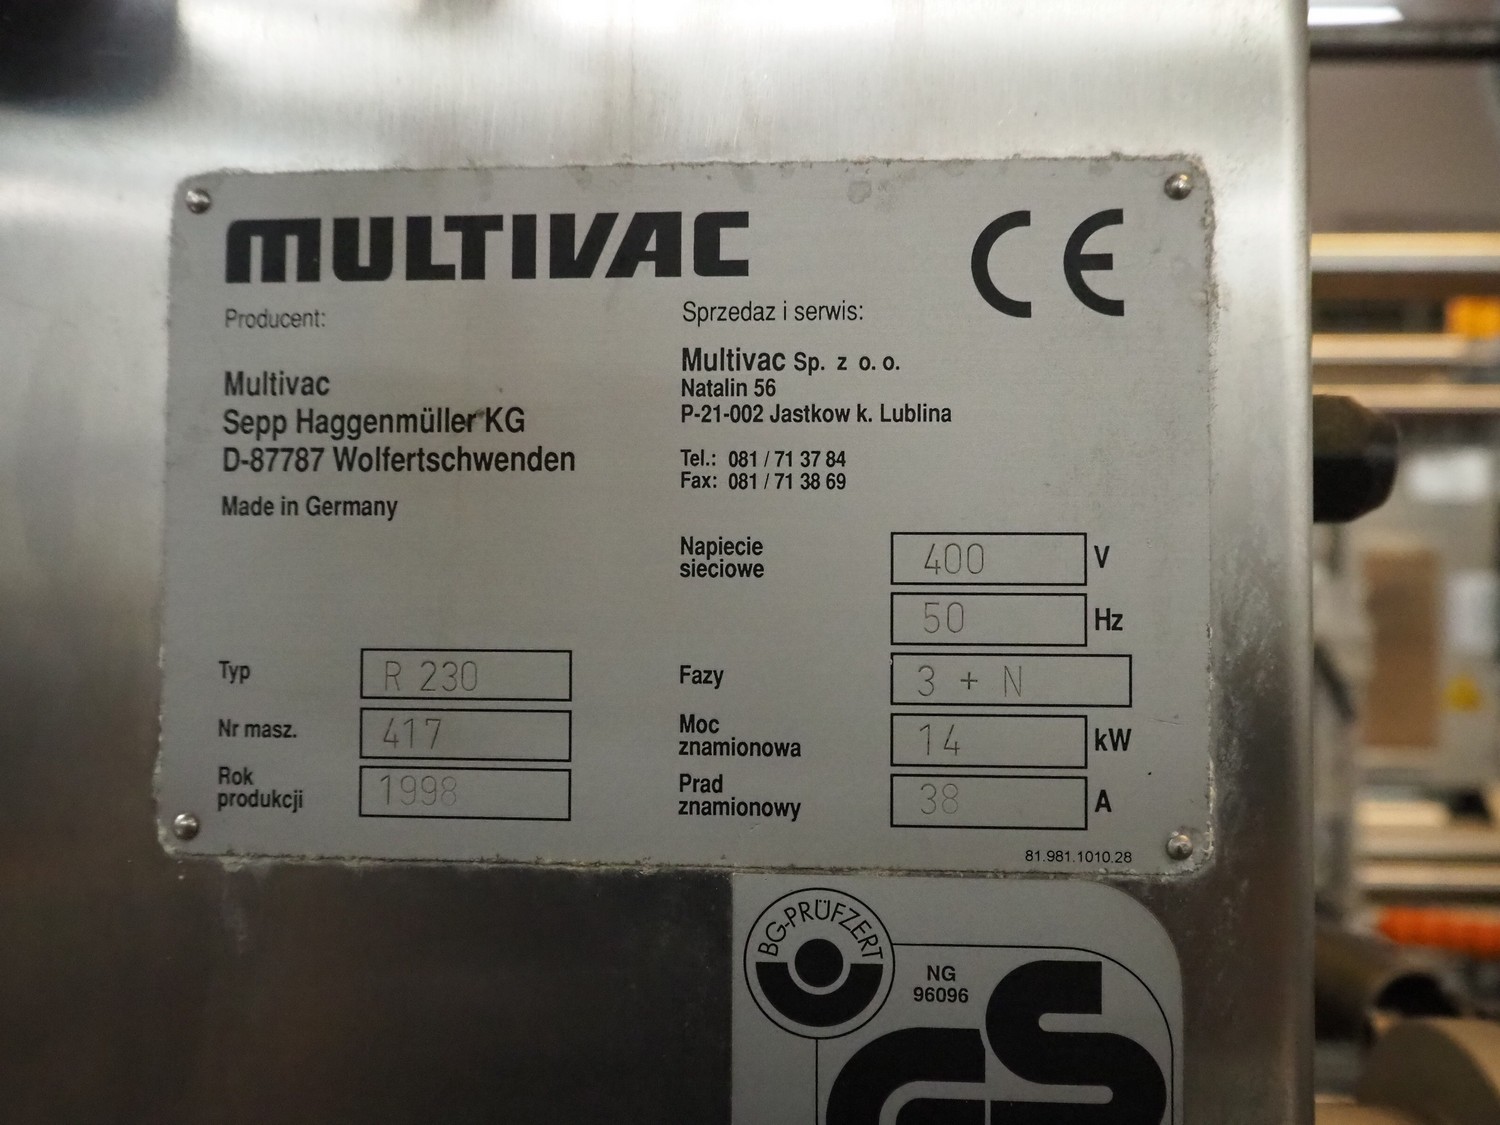 MULTIVAC
CE
Producent:
Multivac
Sepp Haggenmüller KG
D-87787 Wolfertschwenden
Made in Germany
Sprzedaz i serwis:
Multivac Sp. z o. o.
Natalin 56
P-21-002 Jastkow k. Lublina
Tel.: 081 / 71 37 84
Fax: 081 / 71 38 69
Napiecie
sieciowe
400 V
50 Hz
Typ R 230
Nr masz. 417
Rok
produkcji
1998
Fazy 3 + N
Moc
znamionowa
14 kW
Prad
znamionowy
38 A
81.981.1010.28
BG-PRÜFZERT
NG
96096
GS